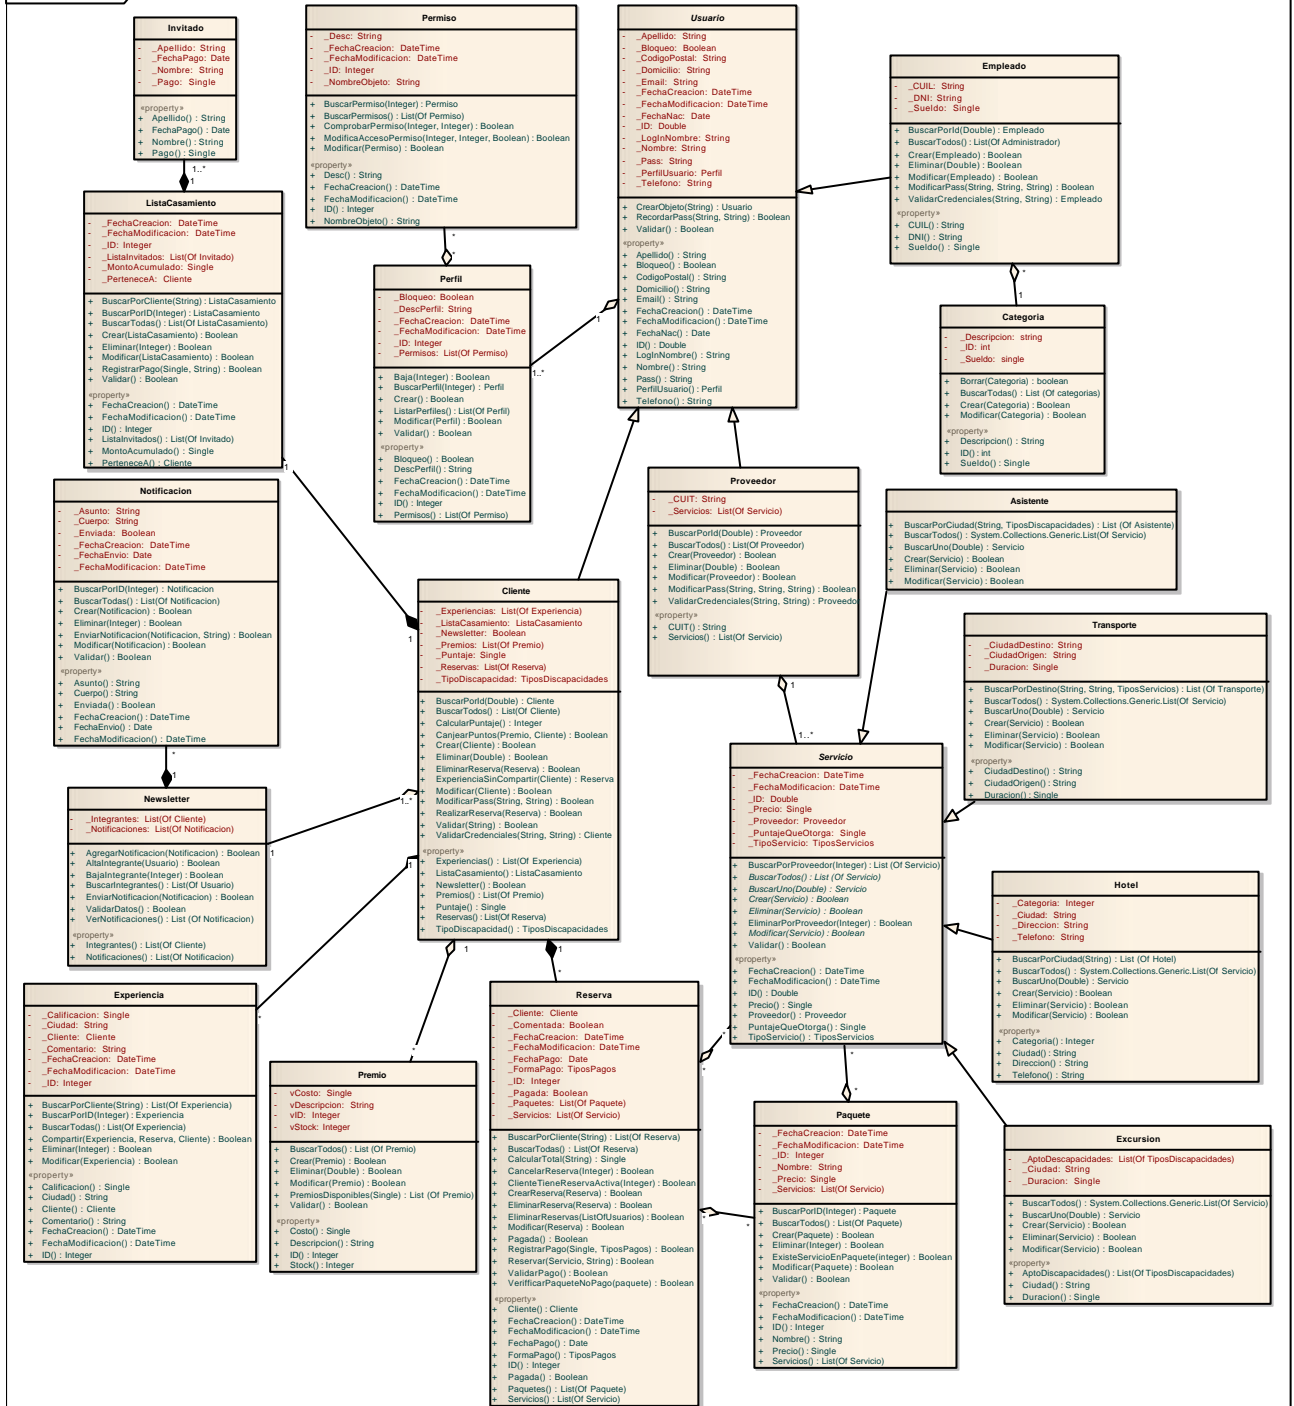 Invitado
- _Apellido: String
- _FechaPago: Date
- _Nombre: String
- _Pago: Single
«property»
+ Apellido() : String
+ FechaPago() : Date
+ Nombre() : String
+ Pago() : Single
1..*
1
Permiso
- _Desc: String
- _FechaCreacion: DateTime
- _FechaModificacion: DateTime
- _ID: Integer
- _NombreObjeto: String
+ BuscarPermiso(Integer) : Permiso
+ BuscarPermisos() : List(Of Permiso)
+ ComprobarPermiso(Integer, Integer) : Boolean
+ ModificaAccesoPermiso(Integer, Integer, Boolean) : Boolean
+ Modificar(Permiso) : Boolean
«property»
+ Desc() : String
+ FechaCreacion() : DateTime
+ FechaModificacion() : DateTime
+ ID() : Integer
+ NombreObjeto() : String
*
*
Usuario
- _Apellido: String
- _Bloqueo: Boolean
- _CodigoPostal: String
- _Domicilio: String
- _Email: String
- _FechaCreacion: DateTime
- _FechaModificacion: DateTime
- _FechaNac: Date
- _ID: Double
- _LogInNombre: String
- _Nombre: String
- _Pass: String
- _PerfilUsuario: Perfil
- _Telefono: String
+ CrearObjeto(String) : Usuario
+ RecordarPass(String, String) : Boolean
+ Validar() : Boolean
«property»
+ Apellido() : String
+ Bloqueo() : Boolean
+ CodigoPostal() : String
+ Domicilio() : String
+ Email() : String
+ FechaCreacion() : DateTime
+ FechaModificacion() : DateTime
+ FechaNac() : Date
+ ID() : Double
+ LogInNombre() : String
+ Nombre() : String
+ Pass() : String
+ PerfilUsuario() : Perfil
+ Telefono() : String
1
1..*
Empleado
- _CUIL: String
- _DNI: String
- _Sueldo: Single
+ BuscarPorId(Double) : Empleado
+ BuscarTodos() : List(Of Administrador)
+ Crear(Empleado) : Boolean
+ Eliminar(Double) : Boolean
+ Modificar(Empleado) : Boolean
+ ModificarPass(String, String, String) : Boolean
+ ValidarCredenciales(String, String) : Empleado
«property»
+ CUIL() : String
+ DNI() : String
+ Sueldo() : Single
*
1
ListaCasamiento
- _FechaCreacion: DateTime
- _FechaModificacion: DateTime
- _ID: Integer
- _ListaInvitados: List(Of Invitado)
- _MontoAcumulado: Single
- _PerteneceA: Cliente
+ BuscarPorCliente(String) : ListaCasamiento
+ BuscarPorID(Integer) : ListaCasamiento
+ BuscarTodas() : List(Of ListaCasamiento)
+ Crear(ListaCasamiento) : Boolean
+ Eliminar(Integer) : Boolean
+ Modificar(ListaCasamiento) : Boolean
+ RegistrarPago(Single, String) : Boolean
+ Validar() : Boolean
«property»
+ FechaCreacion() : DateTime
+ FechaModificacion() : DateTime
+ ID() : Integer
+ ListaInvitados() : List(Of Invitado)
+ MontoAcumulado() : Single
+ PerteneceA() : Cliente
1
1
Perfil
- _Bloqueo: Boolean
- _DescPerfil: String
- _FechaCreacion: DateTime
- _FechaModificacion: DateTime
- _ID: Integer
- _Permisos: List(Of Permiso)
+ Baja(Integer) : Boolean
+ BuscarPerfil(Integer) : Perfil
+ Crear() : Boolean
+ ListarPerfiles() : List(Of Perfil)
+ Modificar(Perfil) : Boolean
+ Validar() : Boolean
«property»
+ Bloqueo() : Boolean
+ DescPerfil() : String
+ FechaCreacion() : DateTime
+ FechaModificacion() : DateTime
+ ID() : Integer
+ Permisos() : List(Of Permiso)
Categoria
- _Descripcion: string
- _ID: int
- _Sueldo: single
+ Borrar(Categoria) : boolean
+ BuscarTodas() : List (Of categorias)
+ Crear(Categoria) : Boolean
+ Modificar(Categoria) : Boolean
«property»
+ Descripcion() : String
+ ID() : int
+ Sueldo() : Single
Notificacion
- _Asunto: String
- _Cuerpo: String
- _Enviada: Boolean
- _FechaCreacion: DateTime
- _FechaEnvio: Date
- _FechaModificacion: DateTime
+ BuscarPorID(Integer) : Notificacion
+ BuscarTodas() : List(Of Notificacion)
+ Crear(Notificacion) : Boolean
+ Eliminar(Integer) : Boolean
+ EnviarNotificacion(Notificacion, String) : Boolean
+ Modificar(Notificacion) : Boolean
+ Validar() : Boolean
«property»
+ Asunto() : String
+ Cuerpo() : String
+ Enviada() : Boolean
+ FechaCreacion() : DateTime
+ FechaEnvio() : Date
+ FechaModificacion() : DateTime
*
1
Proveedor
- _CUIT: String
- _Servicios: List(Of Servicio)
+ BuscarPorId(Double) : Proveedor
+ BuscarTodos() : List(Of Proveedor)
+ Crear(Proveedor) : Boolean
+ Eliminar(Double) : Boolean
+ Modificar(Proveedor) : Boolean
+ ModificarPass(String, String, String) : Boolean
+ ValidarCredenciales(String, String) : Proveedo
«property»
+ CUIT() : String
+ Servicios() : List(Of Servicio)
1
1..*
Asistente
+ BuscarPorCiudad(String, TiposDiscapacidades) : List (Of Asistente)
+ BuscarTodos() : System.Collections.Generic.List(Of Servicio)
+ BuscarUno(Double) : Servicio
+ Crear(Servicio) : Boolean
+ Eliminar(Servicio) : Boolean
+ Modificar(Servicio) : Boolean
Cliente
- _Experiencias: List(Of Experiencia)
- _ListaCasamiento: ListaCasamiento
- _Newsletter: Boolean
- _Premios: List(Of Premio)
- _Puntaje: Single
- _Reservas: List(Of Reserva)
- _TipoDiscapacidad: TiposDiscapacidades
+ BuscarPorId(Double) : Cliente
+ BuscarTodos() : List(Of Cliente)
+ CalcularPuntaje() : Integer
+ CanjearPuntos(Premio, Cliente) : Boolean
+ Crear(Cliente) : Boolean
+ Eliminar(Double) : Boolean
+ EliminarReserva(Reserva) : Boolean
+ ExperienciaSinCompartir(Cliente) : Reserva
+ Modificar(Cliente) : Boolean
+ ModificarPass(String, String) : Boolean
+ RealizarReserva(Reserva) : Boolean
+ Validar(String) : Boolean
+ ValidarCredenciales(String, String) : Cliente
«property»
+ Experiencias() : List(Of Experiencia)
+ ListaCasamiento() : ListaCasamiento
+ Newsletter() : Boolean
+ Premios() : List(Of Premio)
+ Puntaje() : Single
+ Reservas() : List(Of Reserva)
+ TipoDiscapacidad() : TiposDiscapacidades
1..*
1
1
*
1
*
1
*
Transporte
- _CiudadDestino: String
- _CiudadOrigen: String
- _Duracion: Single
+ BuscarPorDestino(String, String, TiposServicios) : List (Of Transporte)
+ BuscarTodos() : System.Collections.Generic.List(Of Servicio)
+ BuscarUno(Double) : Servicio
+ Crear(Servicio) : Boolean
+ Eliminar(Servicio) : Boolean
+ Modificar(Servicio) : Boolean
«property»
+ CiudadDestino() : String
+ CiudadOrigen() : String
+ Duracion() : Single
Servicio
- _FechaCreacion: DateTime
- _FechaModificacion: DateTime
- _ID: Double
- _Precio: Single
- _Proveedor: Proveedor
- _PuntajeQueOtorga: Single
- _TipoServicio: TiposServicios
+ BuscarPorProveedor(Integer) : List (Of Servicio)
+ BuscarTodos() : List (Of Servicio)
+ BuscarUno(Double) : Servicio
+ Crear(Servicio) : Boolean
+ Eliminar(Servicio) : Boolean
+ EliminarPorProveedor(Integer) : Boolean
+ Modificar(Servicio) : Boolean
+ Validar() : Boolean
«property»
+ FechaCreacion() : DateTime
+ FechaModificacion() : DateTime
+ ID() : Double
+ Precio() : Single
+ Proveedor() : Proveedor
+ PuntajeQueOtorga() : Single
+ TipoServicio() : TiposServicios
*
*
*
*
Newsletter
- _Integrantes: List(Of Cliente)
- _Notificaciones: List(Of Notificacion)
+ AgregarNotificacion(Notificacion) : Boolean
+ AltaIntegrante(Usuario) : Boolean
+ BajaIntegrante(Integer) : Boolean
+ BuscarIntegrantes() : List(Of Usuario)
+ EnviarNotificacion(Notificacion) : Boolean
+ ValidarDatos() : Boolean
+ VerNotificaciones() : List (Of Notificacion)
«property»
+ Integrantes() : List(Of Cliente)
+ Notificaciones() : List(Of Notificacion)
Hotel
- _Categoria: Integer
- _Ciudad: String
- _Direccion: String
- _Telefono: String
+ BuscarPorCiudad(String) : List (Of Hotel)
+ BuscarTodos() : System.Collections.Generic.List(Of Servicio)
+ BuscarUno(Double) : Servicio
+ Crear(Servicio) : Boolean
+ Eliminar(Servicio) : Boolean
+ Modificar(Servicio) : Boolean
«property»
+ Categoria() : Integer
+ Ciudad() : String
+ Direccion() : String
+ Telefono() : String
Experiencia
- _Calificacion: Single
- _Ciudad: String
- _Cliente: Cliente
- _Comentario: String
- _FechaCreacion: DateTime
- _FechaModificacion: DateTime
- _ID: Integer
+ BuscarPorCliente(String) : List(Of Experiencia)
+ BuscarPorID(Integer) : Experiencia
+ BuscarTodas() : List(Of Experiencia)
+ Compartir(Experiencia, Reserva, Cliente) : Boolean
+ Eliminar(Integer) : Boolean
+ Modificar(Experiencia) : Boolean
«property»
+ Calificacion() : Single
+ Ciudad() : String
+ Cliente() : Cliente
+ Comentario() : String
+ FechaCreacion() : DateTime
+ FechaModificacion() : DateTime
+ ID() : Integer
Reserva
- _Cliente: Cliente
- _Comentada: Boolean
- _FechaCreacion: DateTime
- _FechaModificacion: DateTime
- _FechaPago: Date
- _FormaPago: TiposPagos
- _ID: Integer
- _Pagada: Boolean
- _Paquetes: List(Of Paquete)
- _Servicios: List(Of Servicio)
+ BuscarPorCliente(String) : List(Of Reserva)
+ BuscarTodas() : List(Of Reserva)
+ CalcularTotal(String) : Single
+ CancelarReserva(Integer) : Boolean
+ ClienteTieneReservaActiva(Integer) : Boolean
+ CrearReserva(Reserva) : Boolean
+ EliminarReserva(Reserva) : Boolean
+ EliminarReservas(ListOfUsuarios) : Boolean
+ Modificar(Reserva) : Boolean
+ Pagada() : Boolean
+ RegistrarPago(Single, TiposPagos) : Boolean
+ Reservar(Servicio, String) : Boolean
+ ValidarPago() : Boolean
+ VerifficarPaqueteNoPago(paquete) : Boolean
«property»
+ Cliente() : Cliente
+ FechaCreacion() : DateTime
+ FechaModificacion() : DateTime
+ FechaPago() : Date
+ FormaPago() : TiposPagos
+ ID() : Integer
+ Pagada() : Boolean
+ Paquetes() : List(Of Paquete)
+ Servicios() : List(Of Servicio)
*
*
Premio
- vCosto: Single
- vDescripcion: String
- vID: Integer
- vStock: Integer
+ BuscarTodos() : List (Of Premio)
+ Crear(Premio) : Boolean
+ Eliminar(Double) : Boolean
+ Modificar(Premio) : Boolean
+ PremiosDisponibles(Single) : List (Of Premio)
+ Validar() : Boolean
«property»
+ Costo() : Single
+ Descripcion() : String
+ ID() : Integer
+ Stock() : Integer
Paquete
- _FechaCreacion: DateTime
- _FechaModificacion: DateTime
- _ID: Integer
- _Nombre: String
- _Precio: Single
- _Servicios: List(Of Servicio)
+ BuscarPorID(Integer) : Paquete
+ BuscarTodos() : List(Of Paquete)
+ Crear(Paquete) : Boolean
+ Eliminar(Integer) : Boolean
+ ExisteServicioEnPaquete(integer) : Boolean
+ Modificar(Paquete) : Boolean
+ Validar() : Boolean
«property»
+ FechaCreacion() : DateTime
+ FechaModificacion() : DateTime
+ ID() : Integer
+ Nombre() : String
+ Precio() : Single
+ Servicios() : List(Of Servicio)
Excursion
- _AptoDescapacidades: List(Of TiposDiscapacidades)
- _Ciudad: String
- _Duracion: Single
+ BuscarTodos() : System.Collections.Generic.List(Of Servicio)
+ BuscarUno(Double) : Servicio
+ Crear(Servicio) : Boolean
+ Eliminar(Servicio) : Boolean
+ Modificar(Servicio) : Boolean
«property»
+ AptoDiscapacidades() : List(Of TiposDiscapacidades)
+ Ciudad() : String
+ Duracion() : Single